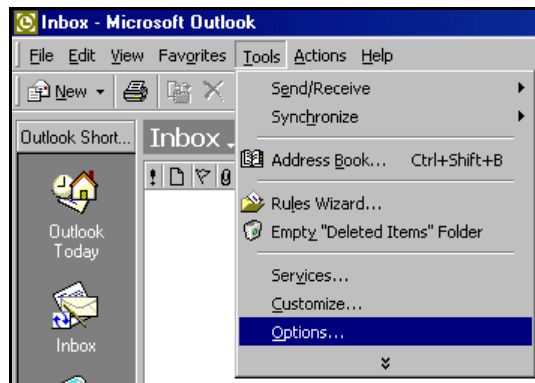 Inbox - Microsoft Outlook
File Edit View Favorites Tools Actions Help
New
Send/Receive
Synchronize
Outlook Short...
Inbox
Address Book... Ctrl+Shift+B
Rules Wizard...
Outlook
Today
Empty "Deleted Items" Folder
Services...
Customize...
Options...
Inbox